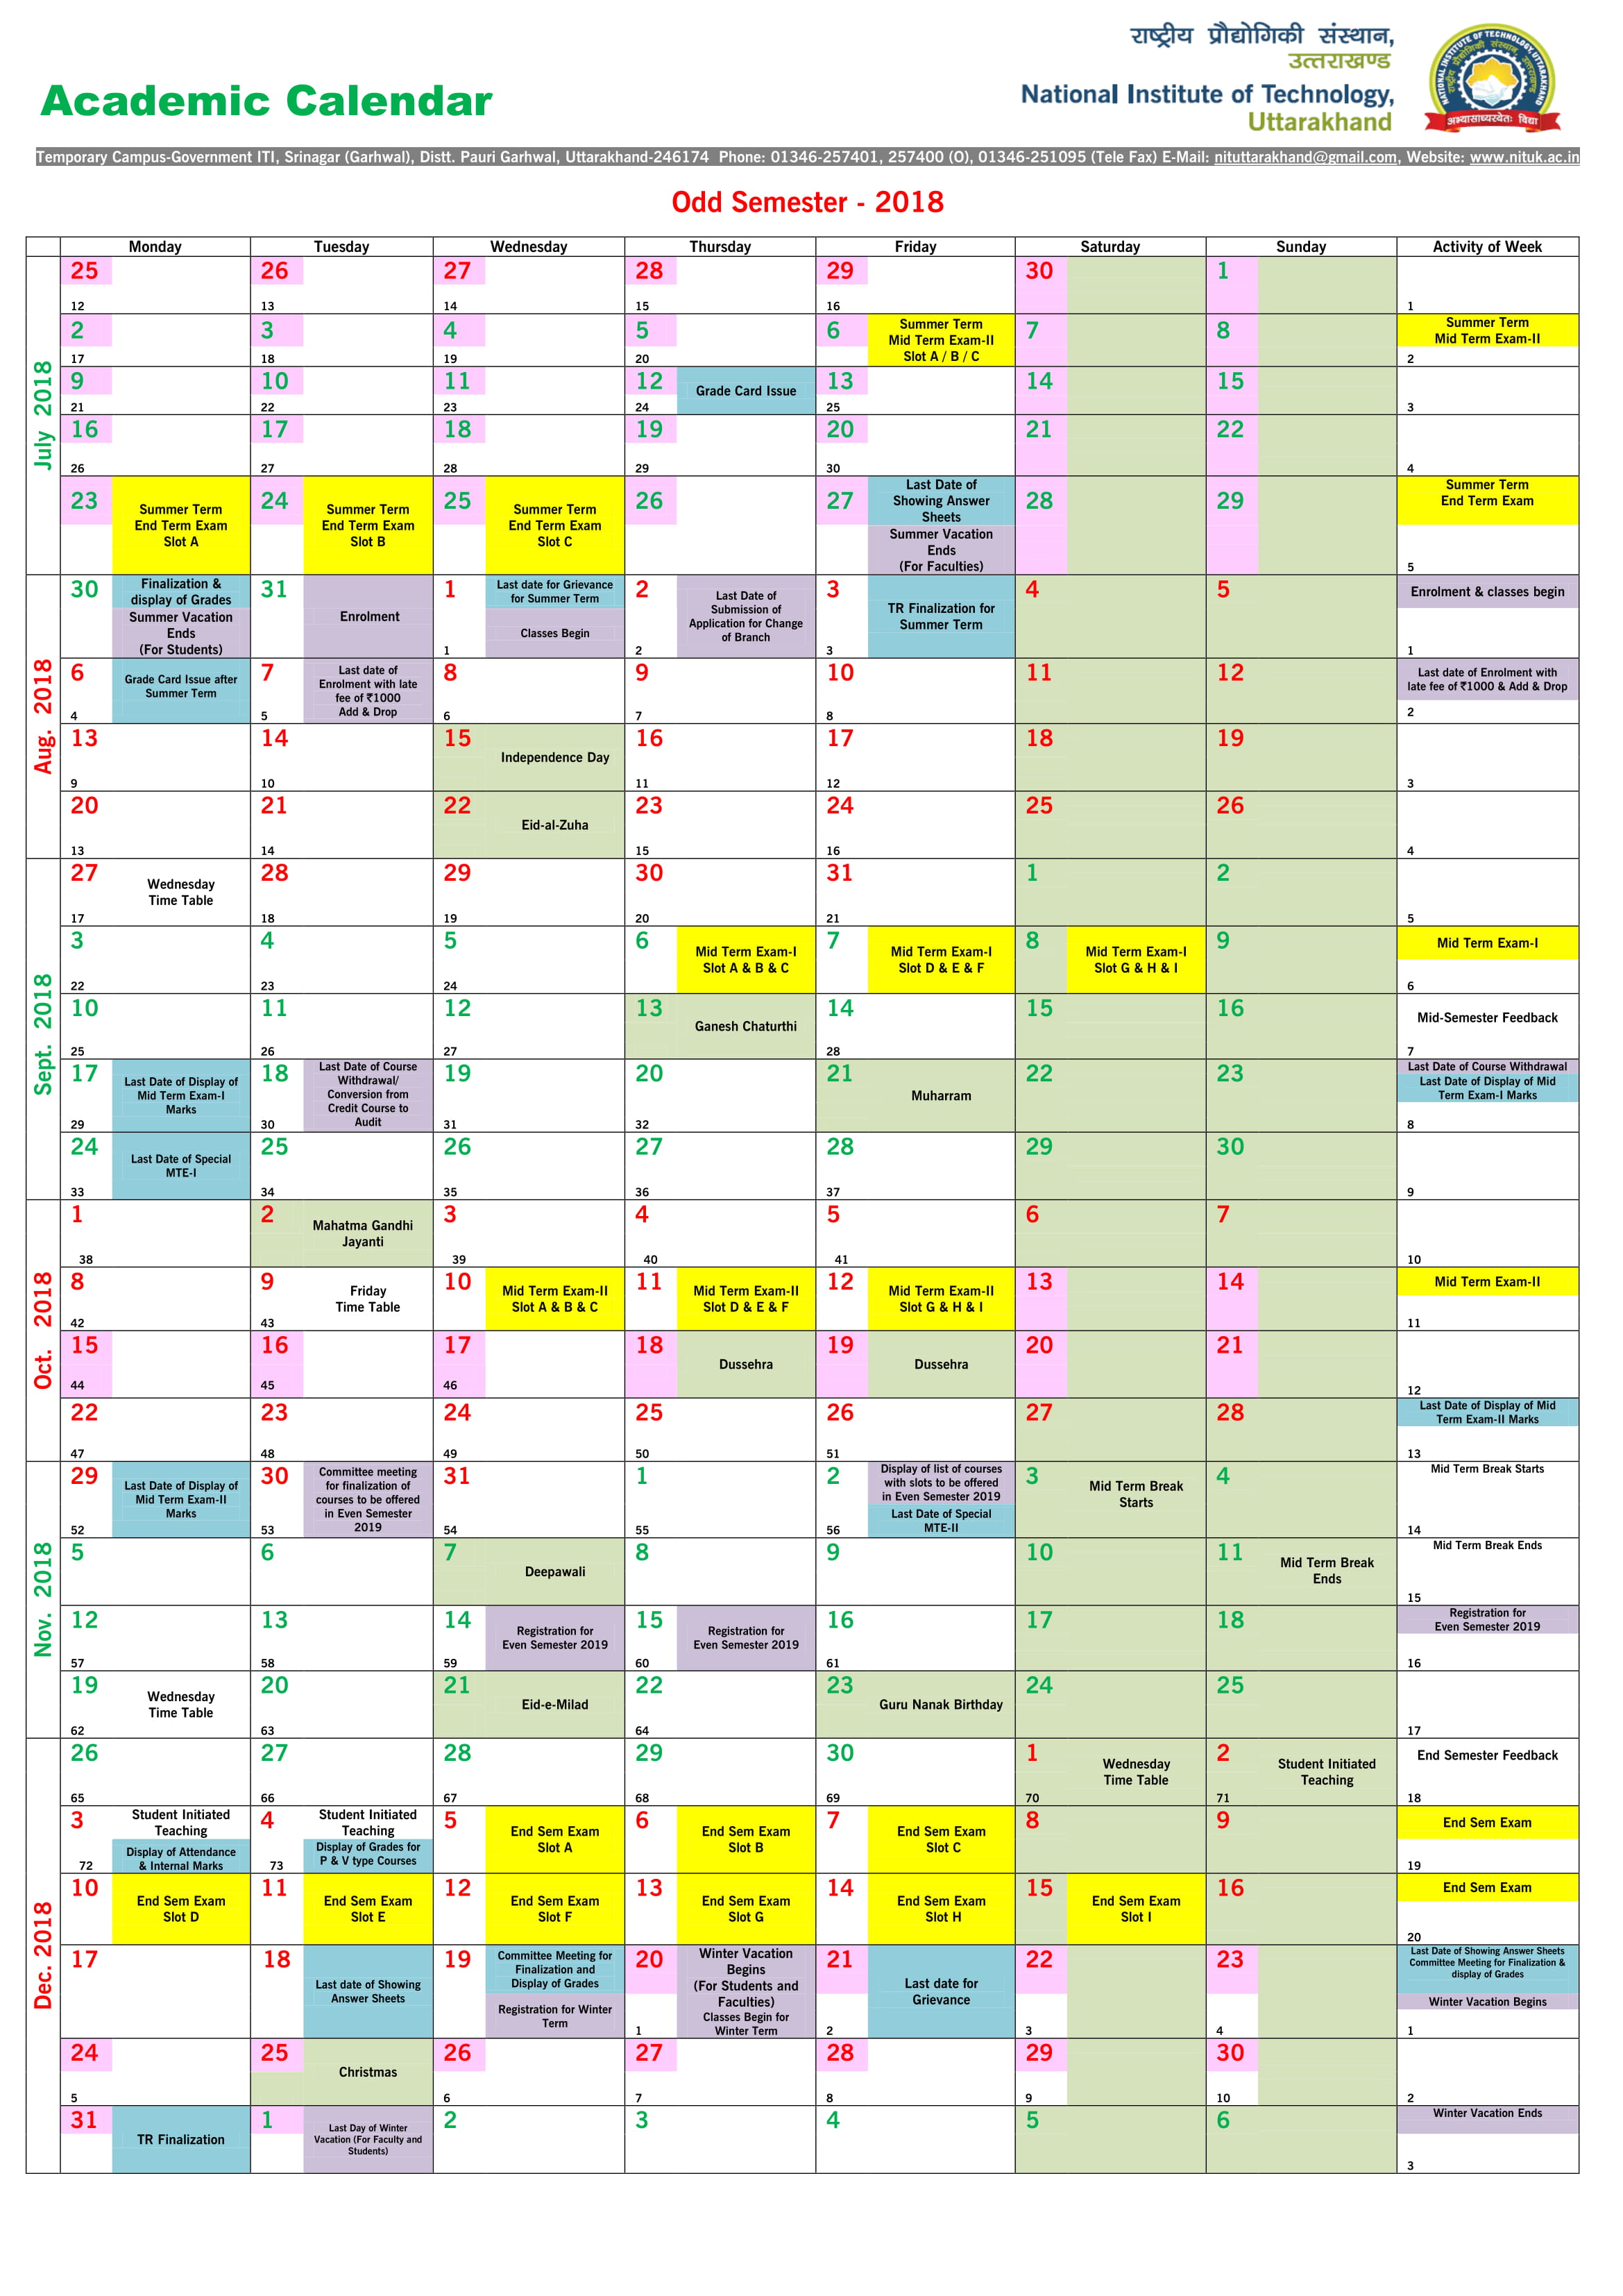 राष्ट्रीय प्रौद्योगिकी संस्थान,
उत्तराखण्ड
Academic Calendar
National Institute of Technology,
Uttarakhand
NATIONAL INSTITUTE OF TECHNOLOGY, UTTARAKHAND
अभ्यासाध्यस्वेतः विद्या
Temporary Campus-Government ITI, Srinagar (Garhwal), Distt. Pauri Garhwal, Uttarakhand-246174 Phone: 01346-257401, 257400 (O), 01346-251095 (Tele Fax) E-Mail: nituttarakhand@gmail.com, Website: www.nituk.ac.in
Odd Semester - 2018
Monday Tuesday Wednesday Thursday Friday Saturday Sunday Activity of Week
July 2018
25 26 27 28 29 30 1
12 13 14 15 16 1
2 3 4 5 6 Summer Term 7 8 Summer Term
Mid Term Exam-II Mid Term Exam-II
17 18 19 20 Slot A / B / C 2
9 10 11 12 Grade Card Issue 13 14 15
21 22 23 24 25 3
16 17 18 19 20 21 22
26 27 28 29 30 4
23 Summer Term 24 Summer Term 25 Summer Term 26 27 Last Date of 28 29 Summer Term
End Term Exam End Term Exam End Term Exam Showing Answer End Term Exam
Slot A Slot B Slot C Sheets
Summer Vacation
Ends
(For Faculties) 5
Aug. 2018
30 Finalization & 31 Enrolment 1 Last date for Grievance 2 Last Date of 3 TR Finalization for 4 5 Enrolment & classes begin
display of Grades for Summer Term Submission of Summer Term
Summer Vacation Classes Begin Application for Change
Ends of Branch
(For Students) 1 2 3 1
6 Grade Card Issue after 7 Last date of 8 9 10 11 12 Last date of Enrolment with
Summer Term Enrolment with late late fee of ₹1000 & Add & Drop
fee of ₹1000
4 5 Add & Drop 6 7 8 2
13 14 15 Independence Day 16 17 18 19
9 10 11 12 3
20 21 22 Eid-al-Zuha 23 24 25 26
13 14 15 16 4
Sept. 2018
27 Wednesday 28 29 30 31 1 2
Time Table
17 18 19 20 21 5
3 4 5 6 Mid Term Exam-I 7 Mid Term Exam-I 8 Mid Term Exam-I 9 Mid Term Exam-I
Slot A & B & C Slot D & E & F Slot G & H & I
22 23 24 6
10 11 12 13 Ganesh Chaturthi 14 15 16 Mid-Semester Feedback
25 26 27 28 7
17 Last Date of Display of 18 Last Date of Course 19 20 21 Muharram 22 23 Last Date of Course Withdrawal
Mid Term Exam-I Withdrawal/ Last Date of Display of Mid
Marks Conversion from Term Exam-I Marks
Credit Course to
29 30 Audit 31 32 8
24 Last Date of Special 25 26 27 28 29 30
MTE-I
33 34 35 36 37 9
Oct. 2018
1 2 Mahatma Gandhi 3 4 5 6 7
Jayanti
38 39 40 41 10
8 9 Friday 10 Mid Term Exam-II 11 Mid Term Exam-II 12 Mid Term Exam-II 13 14 Mid Term Exam-II
Time Table Slot A & B & C Slot D & E & F Slot G & H & I
42 43 11
15 16 17 18 Dussehra 19 Dussehra 20 21
44 45 46 12
22 23 24 25 26 27 28 Last Date of Display of Mid
Term Exam-II Marks
47 48 49 50 51 13
Nov. 2018
29 Last Date of Display of 30 Committee meeting 31 1 2 Display of list of courses 3 Mid Term Break 4 Mid Term Break Starts
Mid Term Exam-II for finalization of with slots to be offered Starts
Marks courses to be offered in Even Semester 2019
in Even Semester Last Date of Special
52 53 2019 54 55 56 MTE-II 14
5 6 7 Deepawali 8 9 10 11 Mid Term Break Mid Term Break Ends
Ends
15
12 13 14 Registration for 15 Registration for 16 17 18 Registration for
Even Semester 2019 Even Semester 2019 Even Semester 2019
57 58 59 60 61 16
19 Wednesday 20 21 Eid-e-Milad 22 23 Guru Nanak Birthday 24 25
Time Table
62 63 64 17
Dec. 2018
26 27 28 29 30 1 Wednesday 2 Student Initiated End Semester Feedback
Time Table Teaching
65 66 67 68 69 70 71 18
3 Student Initiated 4 Student Initiated 5 End Sem Exam 6 End Sem Exam 7 End Sem Exam 8 9 End Sem Exam
Teaching Teaching Slot A Slot B Slot C
Display of Attendance Display of Grades for
72 & Internal Marks 73 P & V type Courses 19
10 End Sem Exam 11 End Sem Exam 12 End Sem Exam 13 End Sem Exam 14 End Sem Exam 15 End Sem Exam 16 End Sem Exam
Slot D Slot E Slot F Slot G Slot H Slot I
20
17 18 Last date of Showing 19 Committee Meeting for 20 Winter Vacation 21 Last date for 22 23 Last Date of Showing Answer Sheets
Answer Sheets Finalization and Begins Grievance Committee Meeting for Finalization &
Display of Grades (For Students and display of Grades
Registration for Winter Faculties) Winter Vacation Begins
Term Classes Begin for
1 Winter Term 2 3 4 1
24 25 Christmas 26 27 28 29 30
5 6 7 8 9 10 2
31 TR Finalization 1 Last Day of Winter 2 3 4 5 6 Winter Vacation Ends
Vacation (For Faculty and
Students)
3